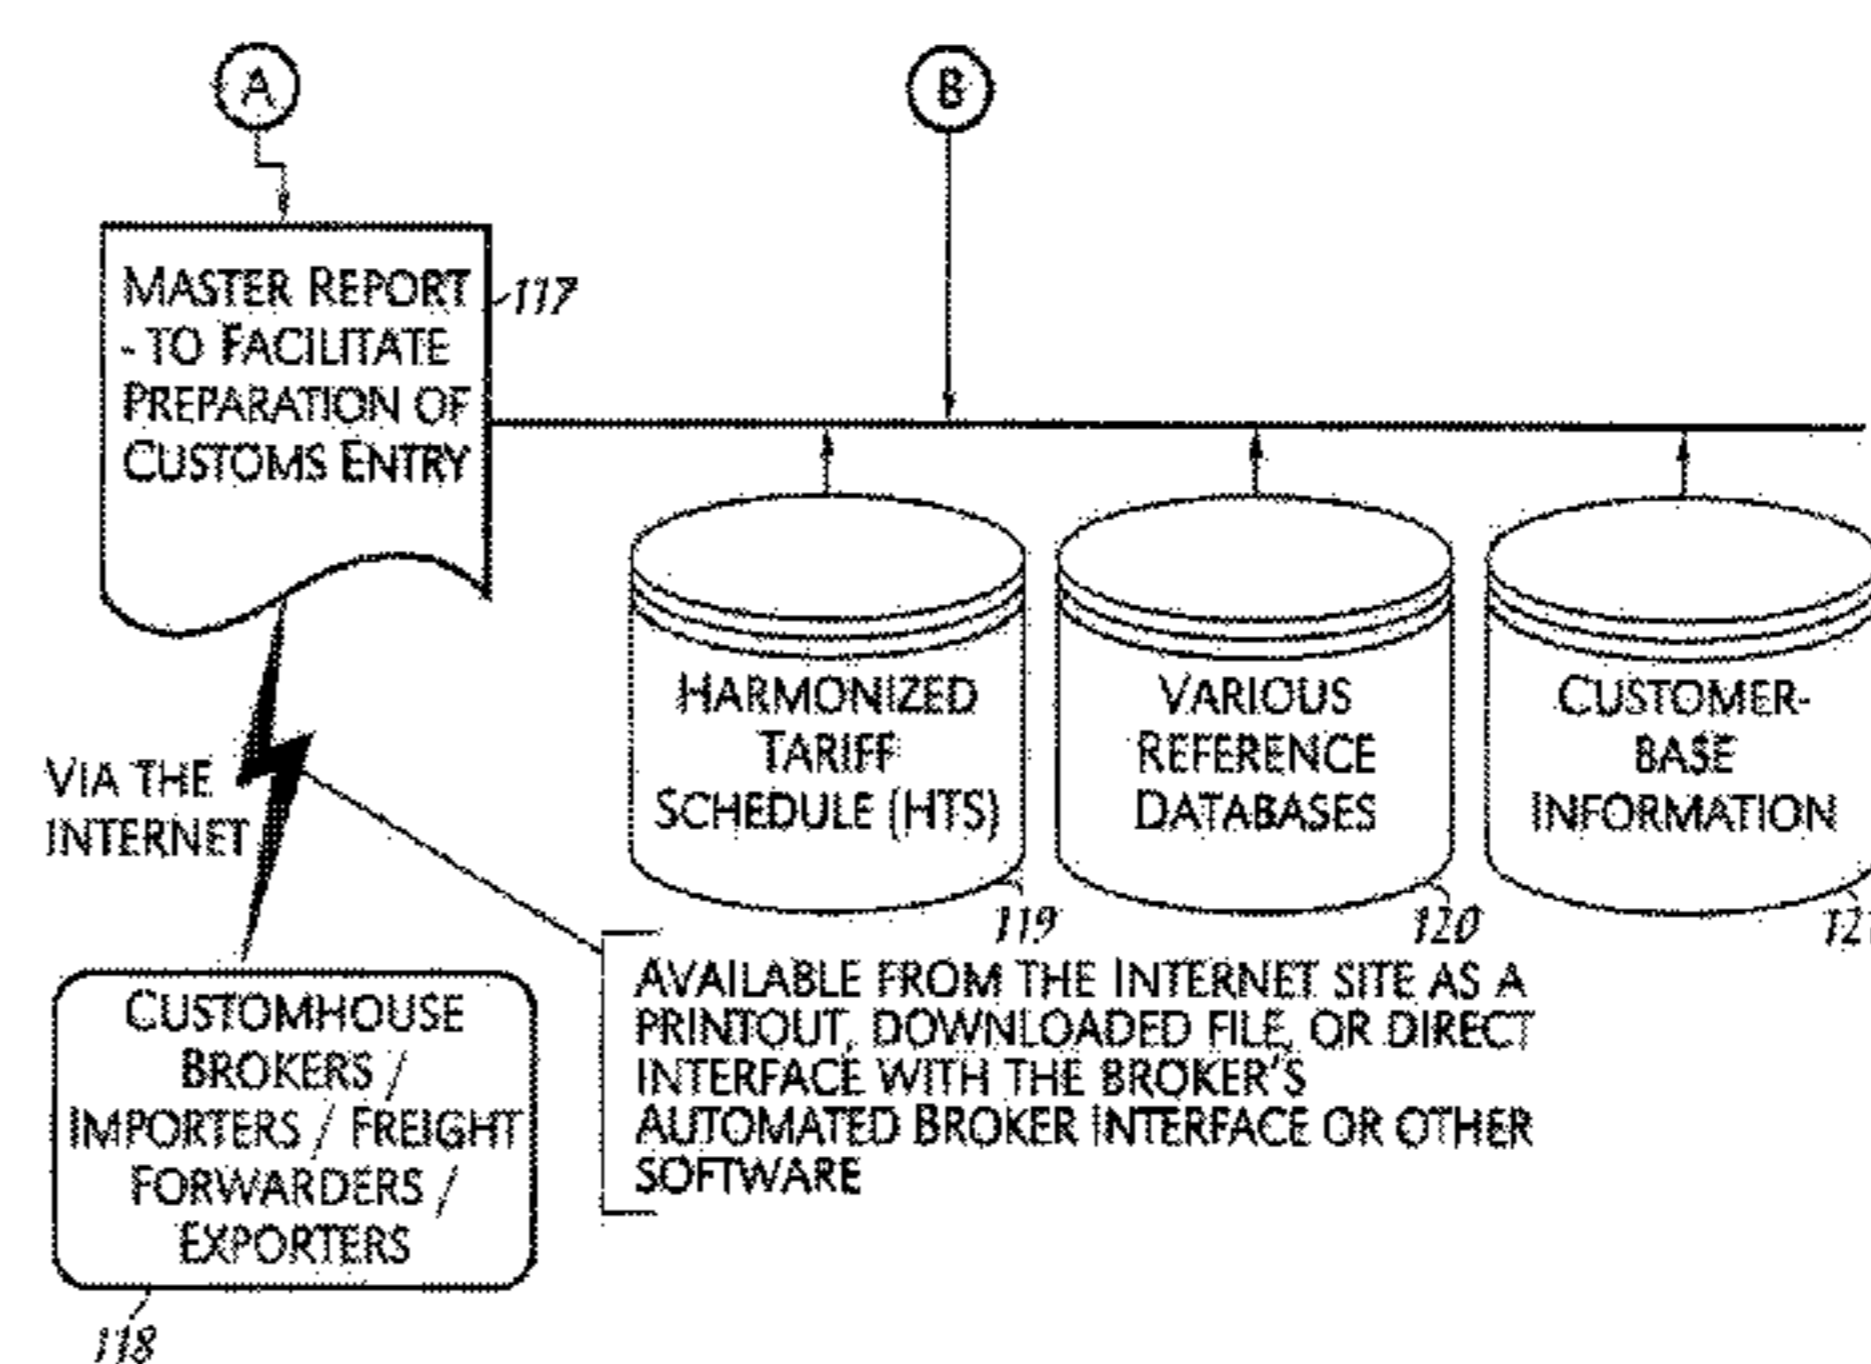 A
B
MASTER REPORT
- TO FACILITATE
PREPARATION OF
CUSTOMS ENTRY
117
HARMONIZED
TARIFF
SCHEDULE (HTS)
119
VARIOUS
REFERENCE
DATABASES
120
CUSTOMER-
BASE
INFORMATION
121
VIA THE
INTERNET
AVAILABLE FROM THE INTERNET SITE AS A
PRINTOUT, DOWNLOADED FILE, OR DIRECT
INTERFACE WITH THE BROKER'S
AUTOMATED BROKER INTERFACE OR OTHER
SOFTWARE
CUSTOMHOUSE
BROKERS /
IMPORTERS / FREIGHT
FORWARDERS /
EXPORTERS
118